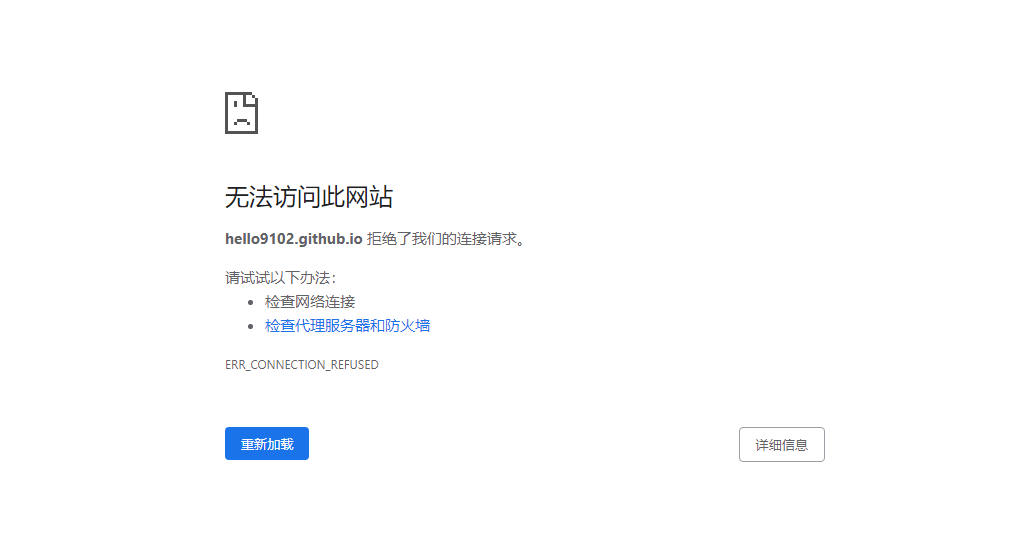 无法访问此网站
hello9102.github.io 拒绝了我们的连接请求。
请试试以下办法：
检查网络连接
检查代理服务器和防火墙
ERR_CONNECTION_REFUSED
重新加载
详细信息